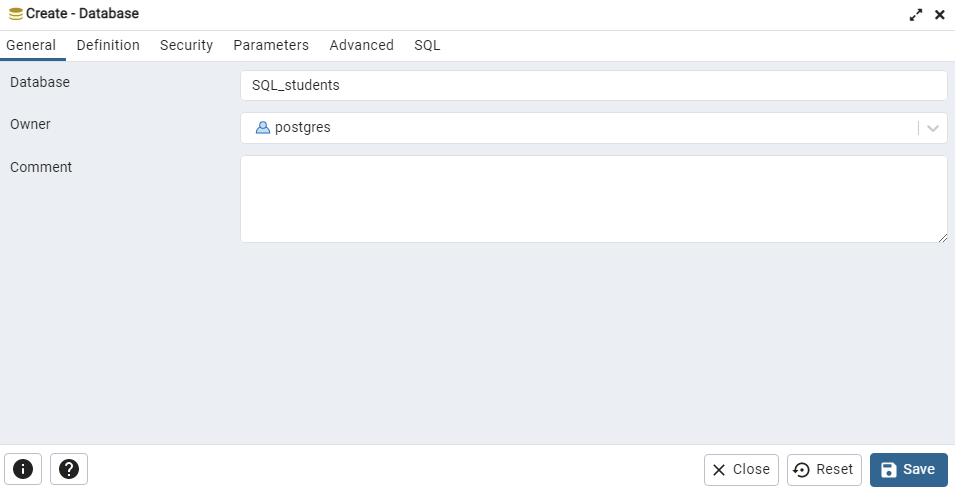 Create - Database
General Definition Security Parameters Advanced SQL
Database SQL_students
Owner postgres
Comment
Close Reset Save